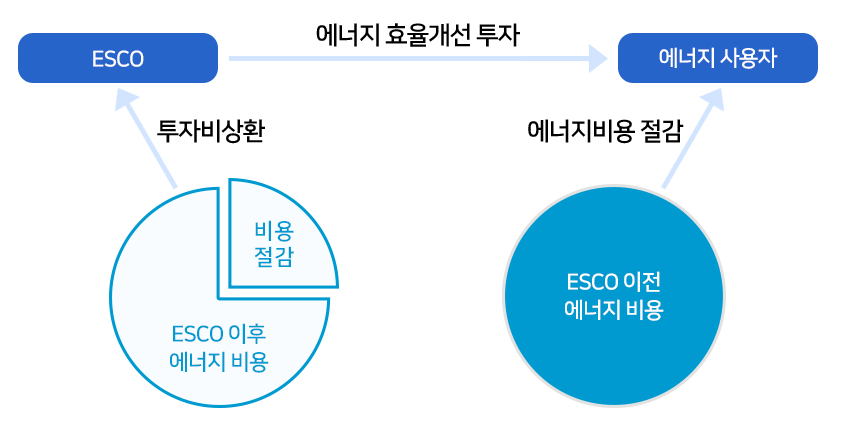 에너지 효율개선 투자
ESCO
에너지 사용자
투자비상환
에너지비용 절감
비용
절감
ESCO 이후
에너지 비용
ESCO 이전
에너지 비용